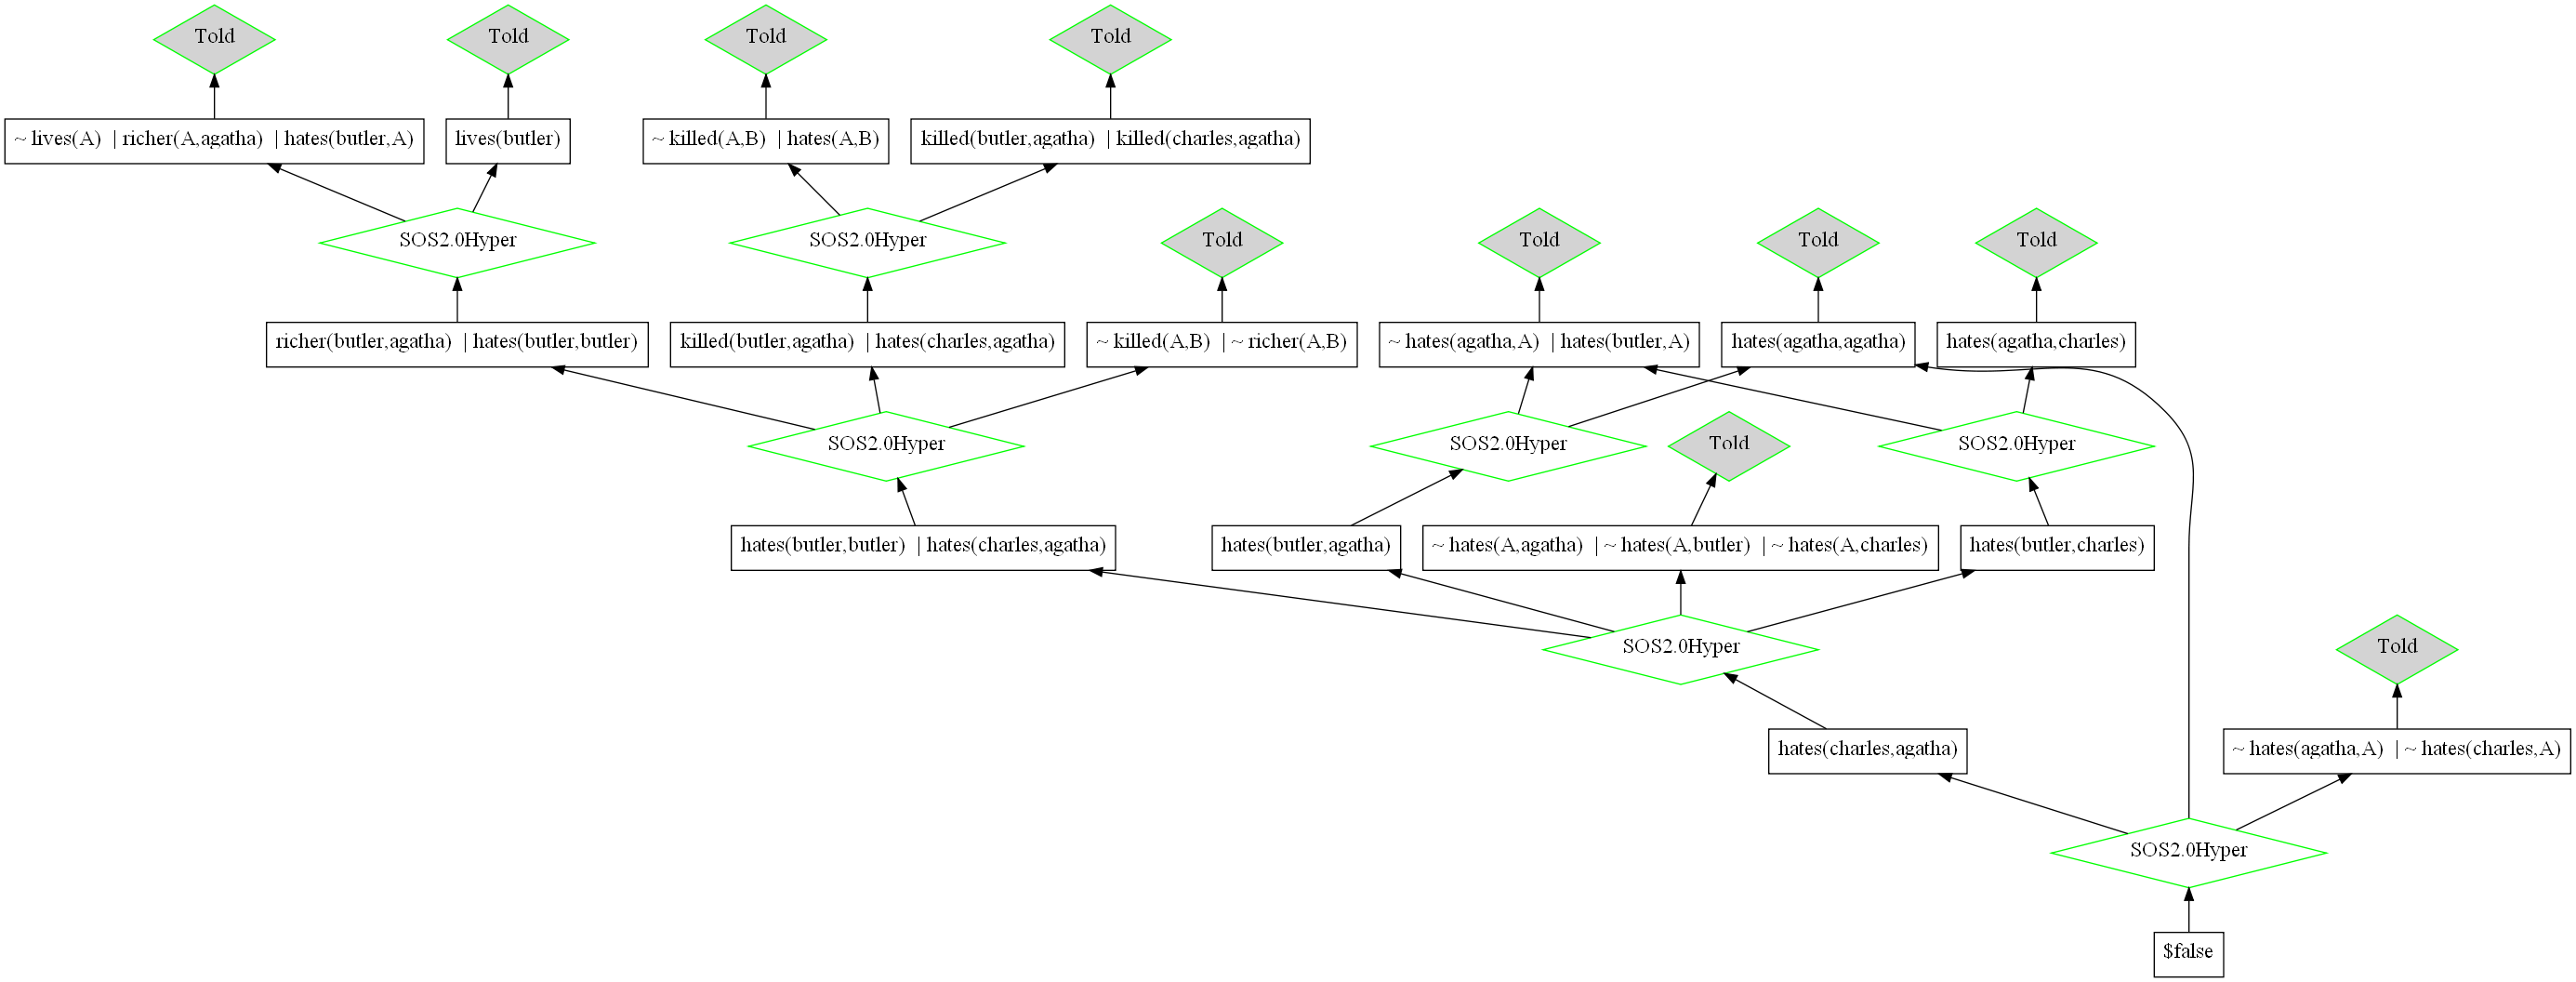 Told
Told
Told
Told
~ lives(A) | richer(A,agatha) | hates(butler,A)
lives(butler)
~ killed(A,B) | hates(A,B)
killed(butler,agatha) | killed(charles,agatha)
SOS2.0Hyper
SOS2.0Hyper
Told
Told
Told
Told
richer(butler,agatha) | hates(butler,butler)
killed(butler,agatha) | hates(charles,agatha)
~ killed(A,B) | ~ richer(A,B)
~ hates(agatha,A) | hates(butler,A)
hates(agatha,agatha)
hates(agatha,charles)
SOS2.0Hyper
SOS2.0Hyper
Told
SOS2.0Hyper
hates(butler,butler) | hates(charles,agatha)
hates(butler,agatha)
~ hates(A,agatha) | ~ hates(A,butler) | ~ hates(A,charles)
hates(butler,charles)
SOS2.0Hyper
Told
hates(charles,agatha)
~ hates(agatha,A) | ~ hates(charles,A)
SOS2.0Hyper
$false